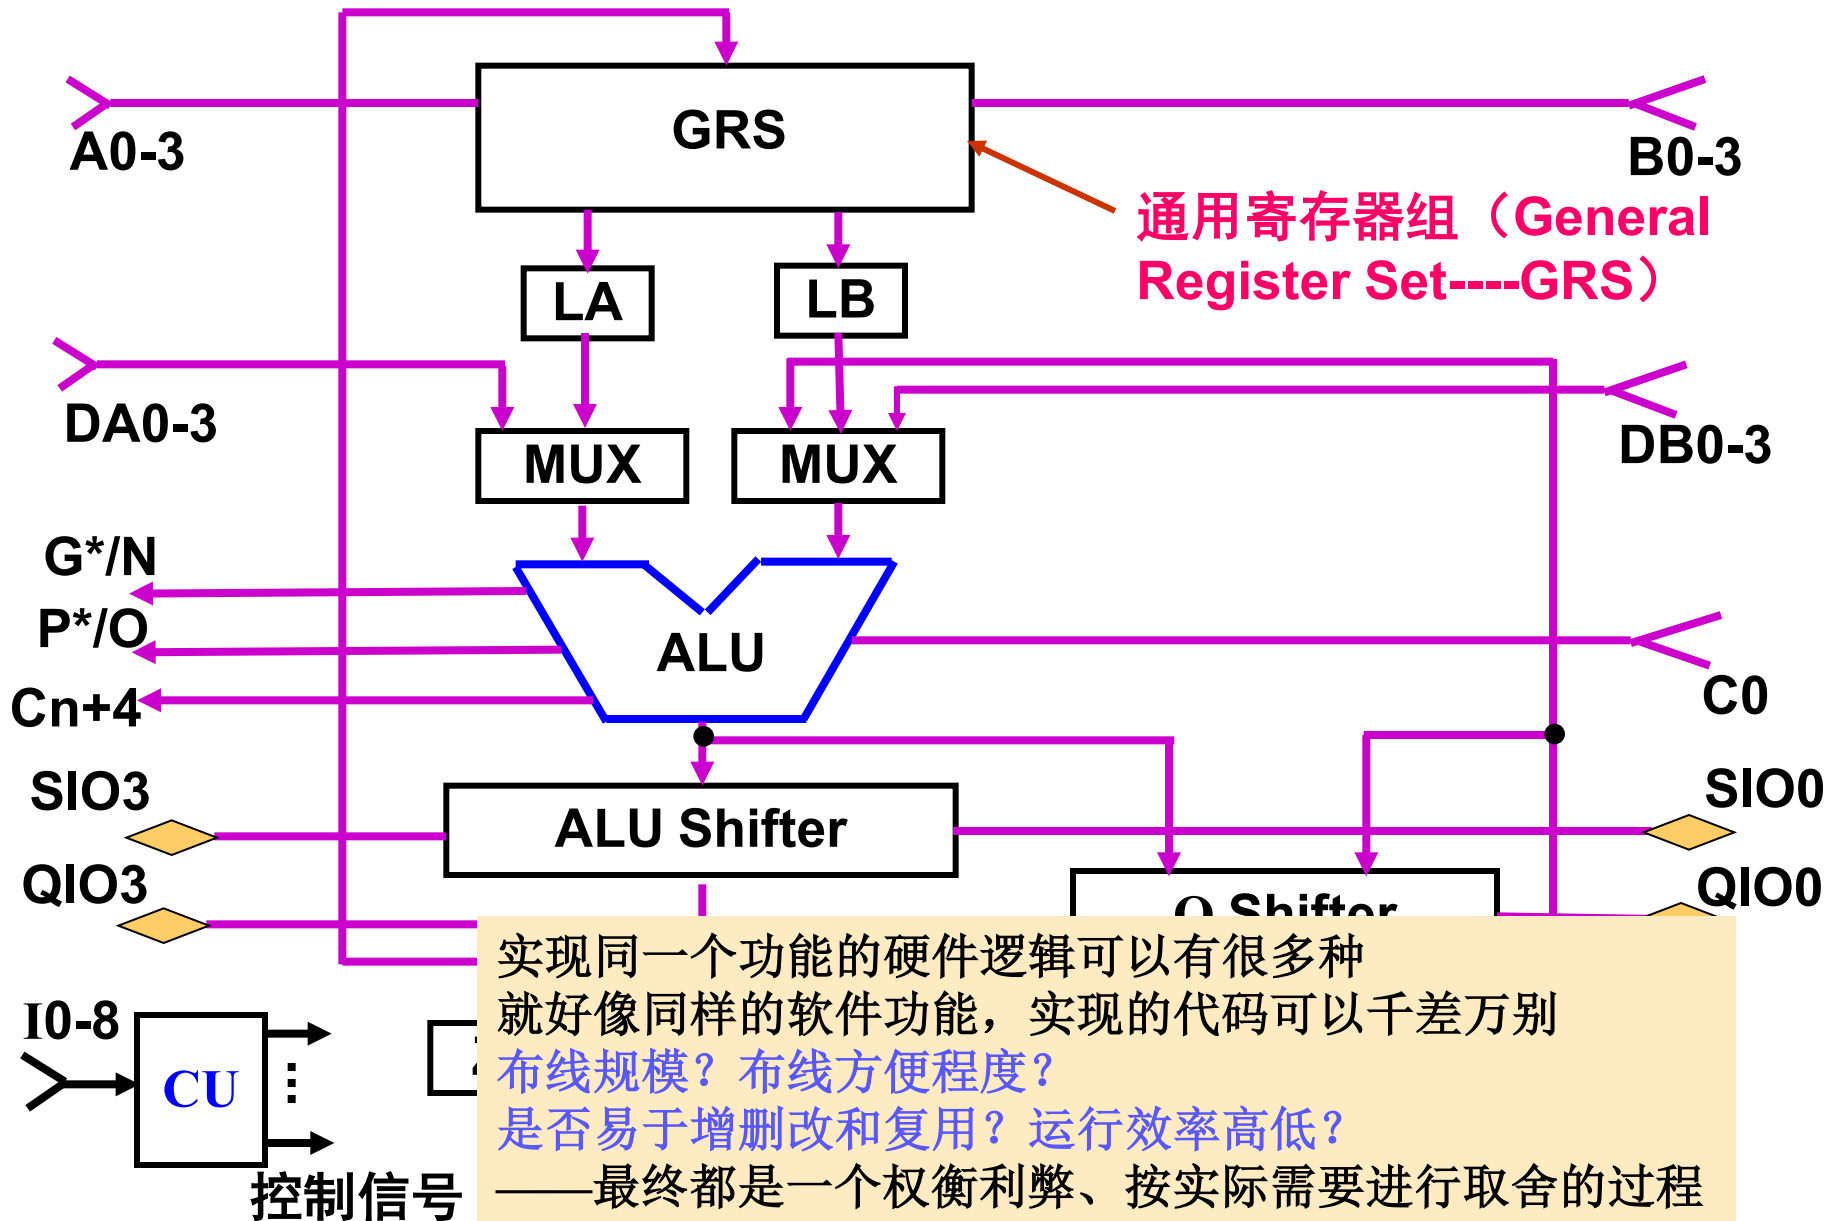 GRS
A0-3
B0-3
通用寄存器组（General
Register Set----GRS）
LA
LB
DA0-3
DB0-3
MUX
MUX
G*/N
P*/O
Cn+4
ALU
C0
SIO3
ALU Shifter
SIO0
QIO3
Q Shifter
QIO0
I0-8
CU
控制信号
实现同一个功能的硬件逻辑可以有很多种
就好像同样的软件功能，实现的代码可以千差万别
布线规模？布线方便程度？
是否易于增删改和复用？运行效率高低？
——最终都是一个权衡利弊、按实际需要进行取舍的过程